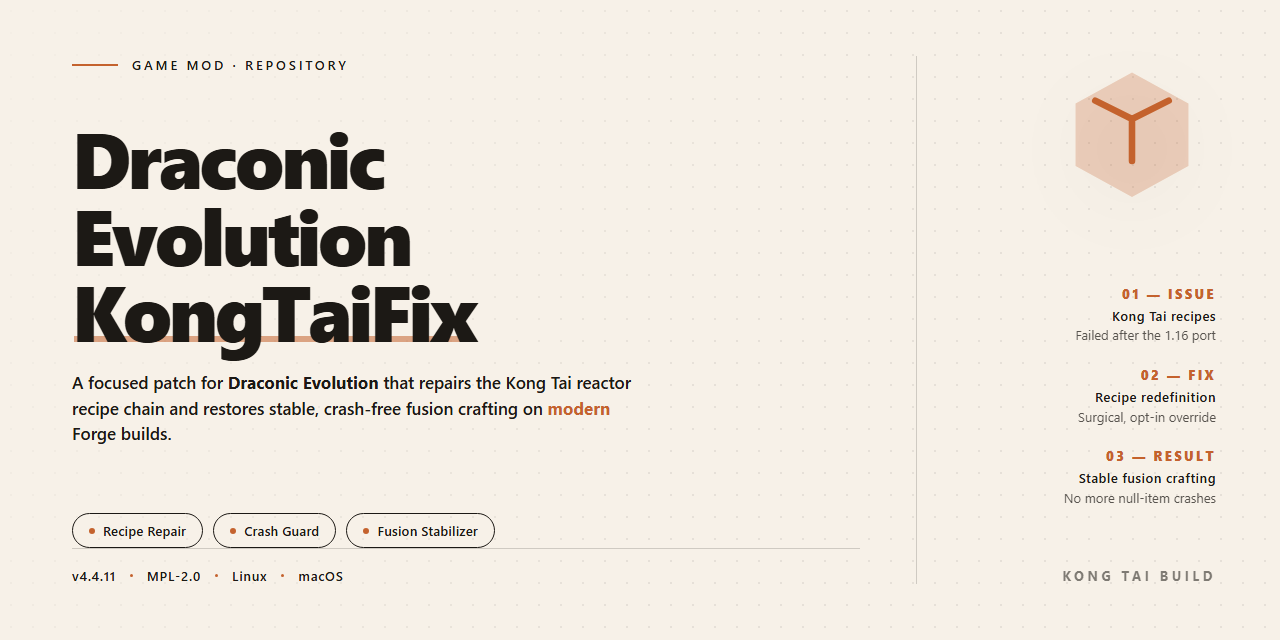 GAME MOD · REPOSITORY
Draconic
Evolution
KongTaiFix
A focused patch for Draconic Evolution that repairs the Kong Tai reactor
recipe chain and restores stable, crash-free fusion crafting on modern
Forge builds.
Recipe Repair
Crash Guard
Fusion Stabilizer
v4.4.11 • MPL-2.0 • Linux • macOS
01 — ISSUE
Kong Tai recipes
Failed after the 1.16 port
02 — FIX
Recipe redefinition
Surgical, opt-in override
03 — RESULT
Stable fusion crafting
No more null-item crashes
KONG TAI BUILD